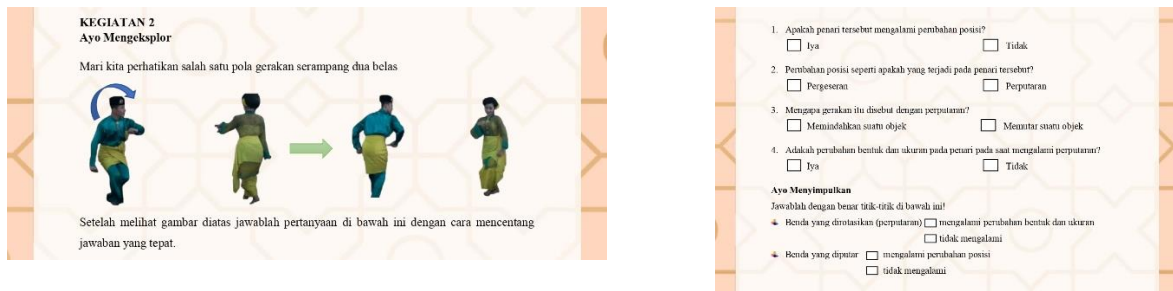 KEGIATAN 2
Ayo Mengeksplor
Mari kita perhatikan salah satu pola gerakan serampang dua belas
Setelah melihat gambar diatas jawablah pertanyaan di bawah ini dengan cara mencentang
jawaban yang tepat.
1. Apakah penari tersebut mengalami perubahan posisi?
Iya Tidak
2. Perubahan posisi seperti apakah yang terjadi pada penari tersebut?
Pergeseran Perputaran
3. Mengapa gerakan itu disebut dengan perputaran?
Memindahkan suatu objek Memutar suatu objek
4. Adakah perubahan bentuk dan ukuran pada penari pada saat mengalami perputaran?
Iya Tidak
Ayo Menyimpulkan
Jawablah dengan benar titik-titik di bawah ini!
Benda yang dirotasikan (perputaran) mengalami perubahan bentuk dan ukuran
tidak mengalami
Benda yang diputar mengalami perubahan posisi
tidak mengalami